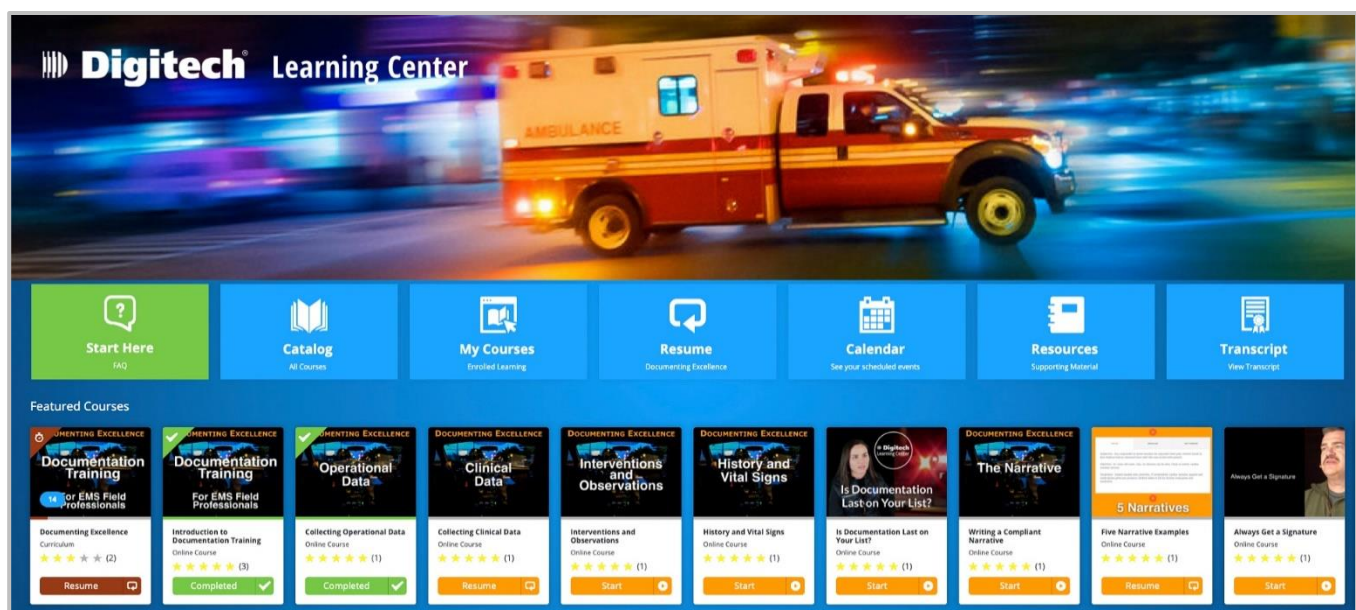 Digitech® Learning Center
AMBULANCE
Start Here
FAQ
Catalog
All Courses
My Courses
Enrolled Learning
Resume
Documenting Excellence
Calendar
See your scheduled events
Resources
Supporting Material
Transcript
View Transcript
Featured Courses
Documentation
Training
For EMS Field
Professionals
14
Documenting Excellence
Curriculum
(2)
Resume
DOCUMENTING EXCELLENCE
Documentation
Training
For EMS Field
Professionals
Introduction to
Documentation Training
Online Course
(3)
Completed
DOCUMENTING EXCELLENCE
Operational
Data
Collecting Operational Data
Online Course
(1)
Completed
DOCUMENTING EXCELLENCE
Clinical
Data
Collecting Clinical Data
Online Course
(1)
Resume
DOCUMENTING EXCELLENCE
Interventions
and
Observations
Interventions and
Observations
Online Course
(1)
Start
DOCUMENTING EXCELLENCE
History and
Vital Signs
History and Vital Signs
Online Course
(1)
Start
Digitech
Learning Center
Is Documentation
Last on Your List?
Is Documentation Last on
Your List?
Online Course
(1)
Start
DOCUMENTING EXCELLENCE
The Narrative
Writing a Compliant
Narrative
Online Course
(1)
Start
5 Narratives
Five Narrative Examples
Online Course
(1)
Resume
Always Get a Signature
Always Get a Signature
Online Course
(1)
Start